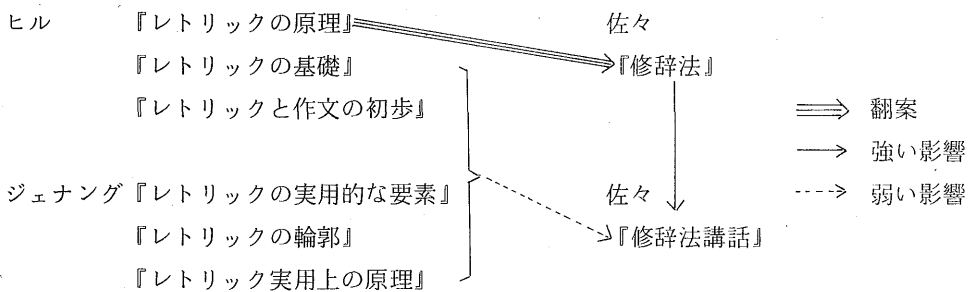 ヒル 『レトリックの原理』 佐々
『レトリックの基礎』 『修辞法』
『レトリックと作文の初歩』 翻案
強い影響
ジェナング『レトリックの実用的な要素』 佐々 弱い影響
『レトリックの輪郭』 『修辞法講話』
『レトリック実用上の原理』